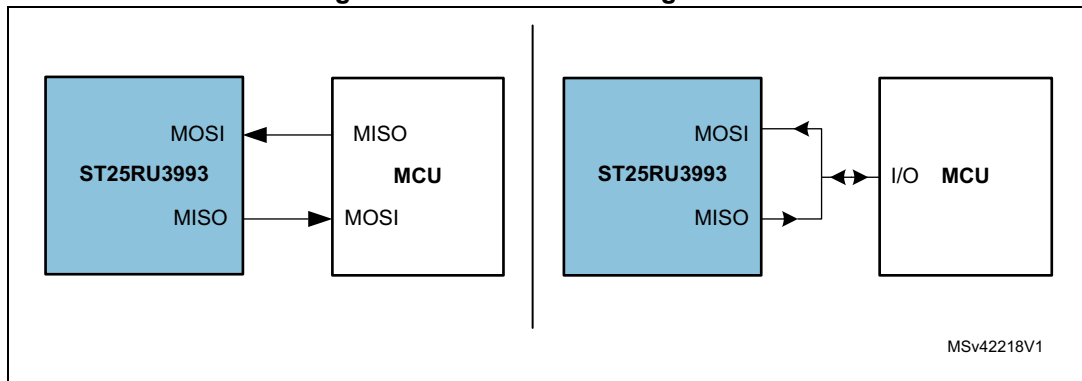 MOSI
MISO
ST25RU3993
MCU
MISO
MOSI
MOSI
ST25RU3993
I/O
MCU
MISO
MSv42218V1